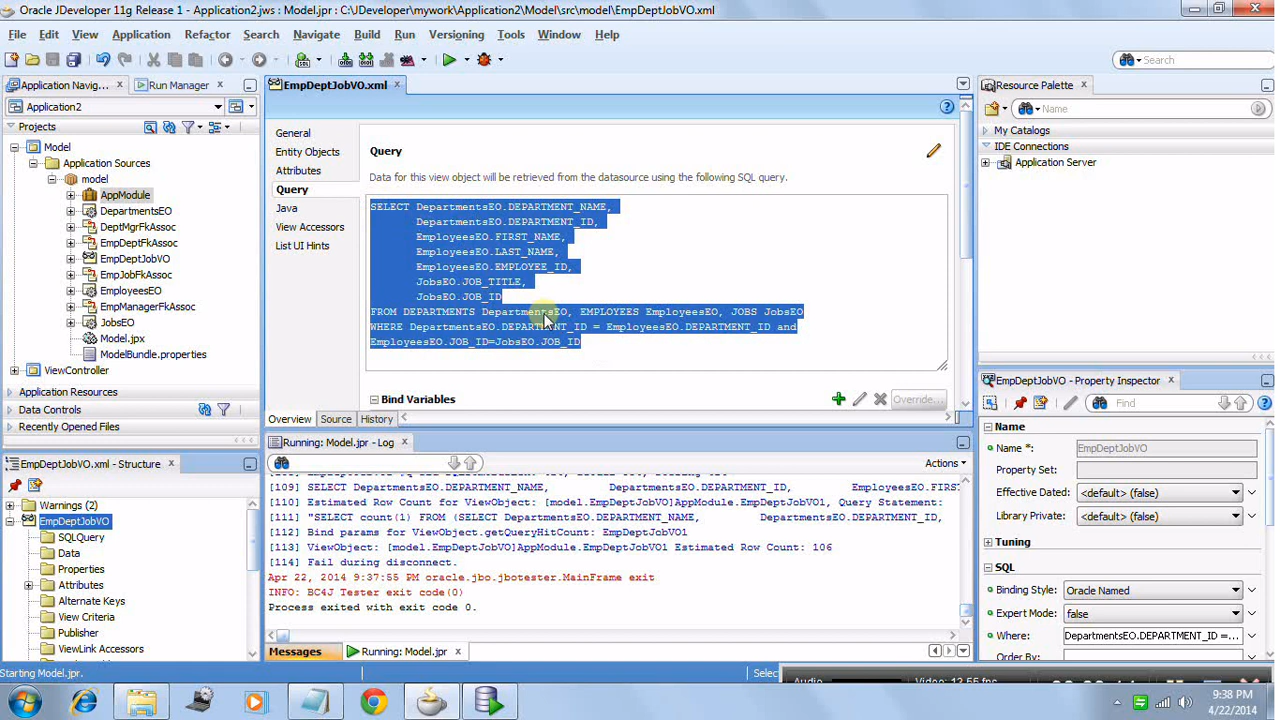 Oracle JDeveloper 11g Release 1 - Application2.jws : Model.jpr : C:\JDeveloper\mywork\Application2\Model\src\model\EmpDeptJobVO.xml
File Edit View Application Refactor Search Navigate Build Run Versioning Tools Window Help
Search
Application Navig...
Run Manager
Application2
Projects
Model
Application Sources
model
AppModule
DepartmentsEO
DeptMgrFkAssoc
EmpDeptFkAssoc
EmpDeptJobVO
EmpJobFkAssoc
EmployeesEO
EmpManagerFkAssoc
JobsEO
Model.jpx
ModelBundle.properties
ViewController
Application Resources
Data Controls
Recently Opened Files
EmpDeptJobVO.xml - Structure
Warnings (2)
EmpDeptJobVO
SQLQuery
Data
Properties
Attributes
Alternate Keys
View Criteria
Publisher
ViewLink Accessors
EmpDeptJobVO.xml
General
Entity Objects
Attributes
Query
Java
View Accessors
List UI Hints
Query
Data for this view object will be retrieved from the datasource using the following SQL query.
SELECT DepartmentsEO.DEPARTMENT_NAME,
DepartmentsEO.DEPARTMENT_ID,
EmployeesEO.FIRST_NAME,
EmployeesEO.LAST_NAME,
EmployeesEO.EMPLOYEE_ID,
JobsEO.JOB_TITLE,
JobsEO.JOB_ID
FROM DEPARTMENTS DepartmentsEO, EMPLOYEES EmployeesEO, JOBS JobsEO
WHERE DepartmentsEO.DEPARTMENT_ID = EmployeesEO.DEPARTMENT_ID and
EmployeesEO.JOB_ID=JobsEO.JOB_ID
Bind Variables
Override...
Overview Source History
Running: Model.jpr - Log
Actions
[109] SELECT DepartmentsEO.DEPARTMENT_NAME, DepartmentsEO.DEPARTMENT_ID, EmployeesEO.FIRS
[110] Estimated Row Count for ViewObject: [model.EmpDeptJobVO]AppModule.EmpDeptJobVO1, Query Statement:
[111] "SELECT count(1) FROM (SELECT DepartmentsEO.DEPARTMENT_NAME, DepartmentsEO.DEPARTMENT_ID,
[112] Bind params for ViewObject.getQueryHitCount: EmpDeptJobVO1
[113] ViewObject: [model.EmpDeptJobVO]AppModule.EmpDeptJobVO1 Estimated Row Count: 106
[114] Fail during disconnect.
Apr 22, 2014 9:37:55 PM oracle.jbo.jbotester.MainFrame exit
INFO: BC4J Tester exit code(0)
Process exited with exit code 0.
Messages
Running: Model.jpr
Resource Palette
Name
My Catalogs
IDE Connections
Application Server
EmpDeptJobVO - Property Inspector
Find
Name
Name *: EmpDeptJobVO
Property Set:
Effective Dated: <default> (false)
Library Private: <default> (false)
Tuning
SQL
Binding Style: Oracle Named
Expert Mode: false
Where: DepartmentsEO.DEPARTMENT_ID =...
Order By:
Starting Model.jpr.
Selec
9:38 PM
4/22/2014